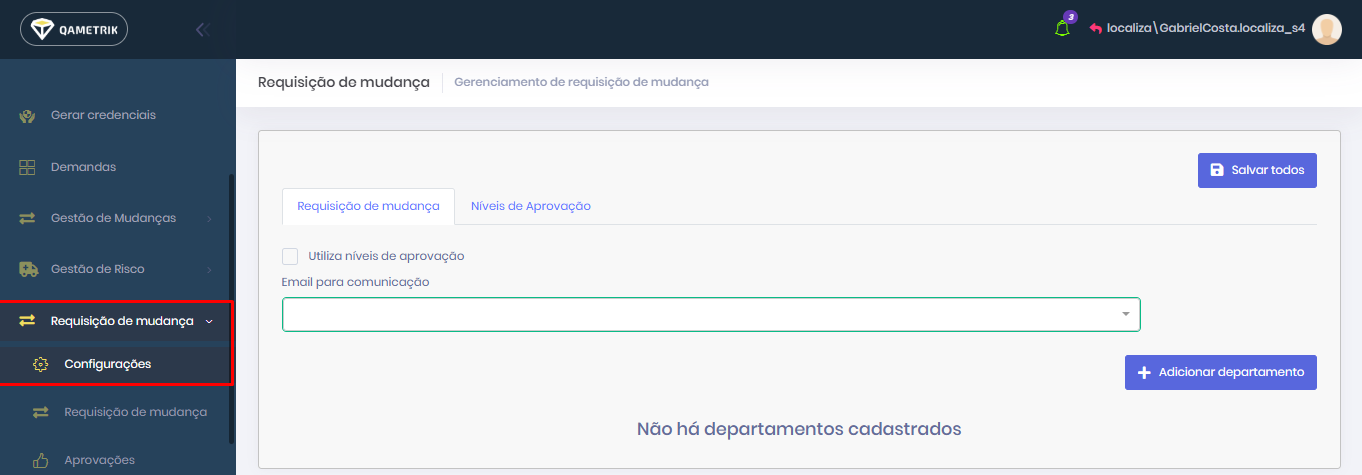 QAMETRIK
3
localiza\GabrielCosta.localiza_s4
Requisição de mudança
Gerenciamento de requisição de mudança
Gerar credenciais
Demandas
Gestão de Mudanças
Gestão de Risco
Requisição de mudança
Configurações
Requisição de mudança
Aprovações
Salvar todos
Requisição de mudança
Níveis de Aprovação
Utiliza níveis de aprovação
Email para comunicação
Adicionar departamento
Não há departamentos cadastrados